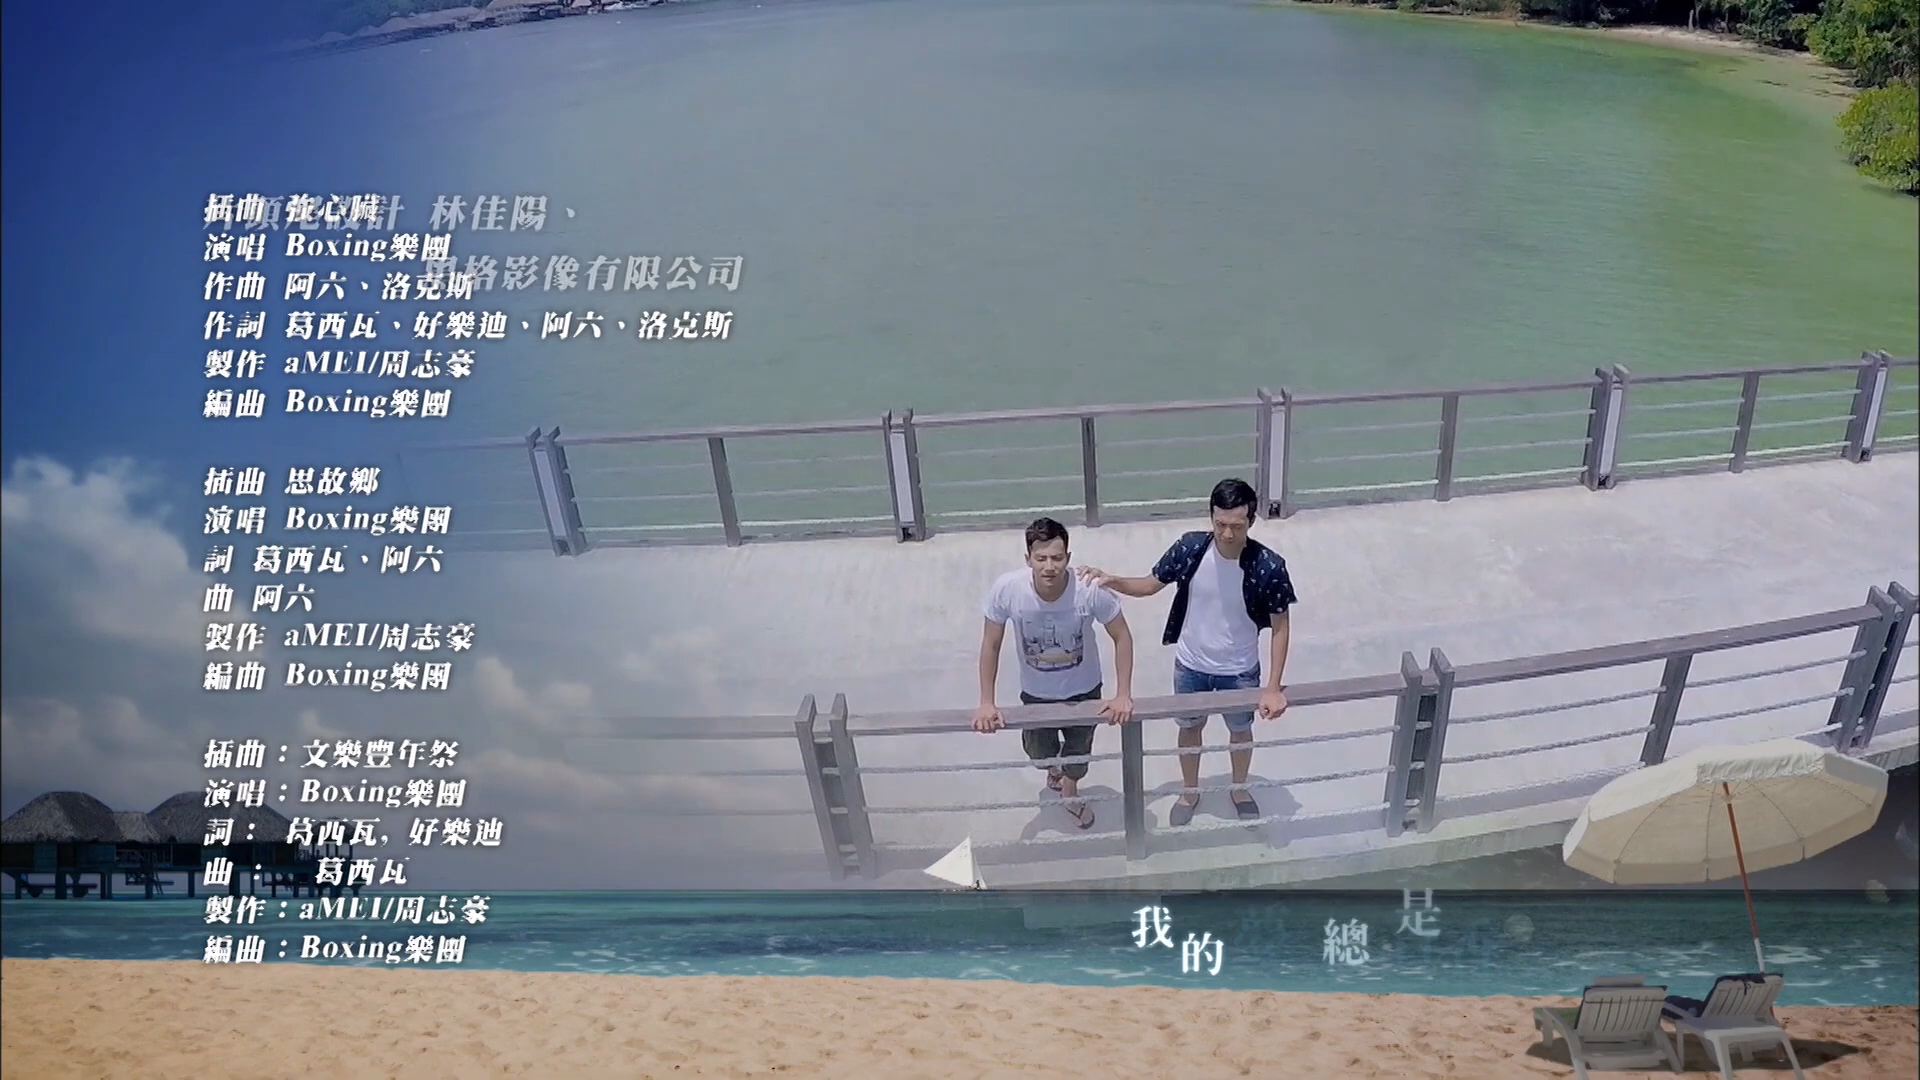 插曲 強心臟
演唱 Boxing樂團
作曲 阿六、洛克斯
作詞 葛西瓦、好樂迪、阿六、洛克斯
製作 aMEI/周志豪
編曲 Boxing樂團
片頭尾設計 林佳陽、
格影像有限公司
插曲 思故鄉
演唱 Boxing樂團
詞 葛西瓦、阿六
曲 阿六
製作 aMEI/周志豪
編曲 Boxing樂團
插曲：文樂豐年祭
演唱：Boxing樂團
詞： 葛西瓦, 好樂迪
曲： 葛西瓦
製作：aMEI/周志豪
編曲：Boxing樂團
我的 總是